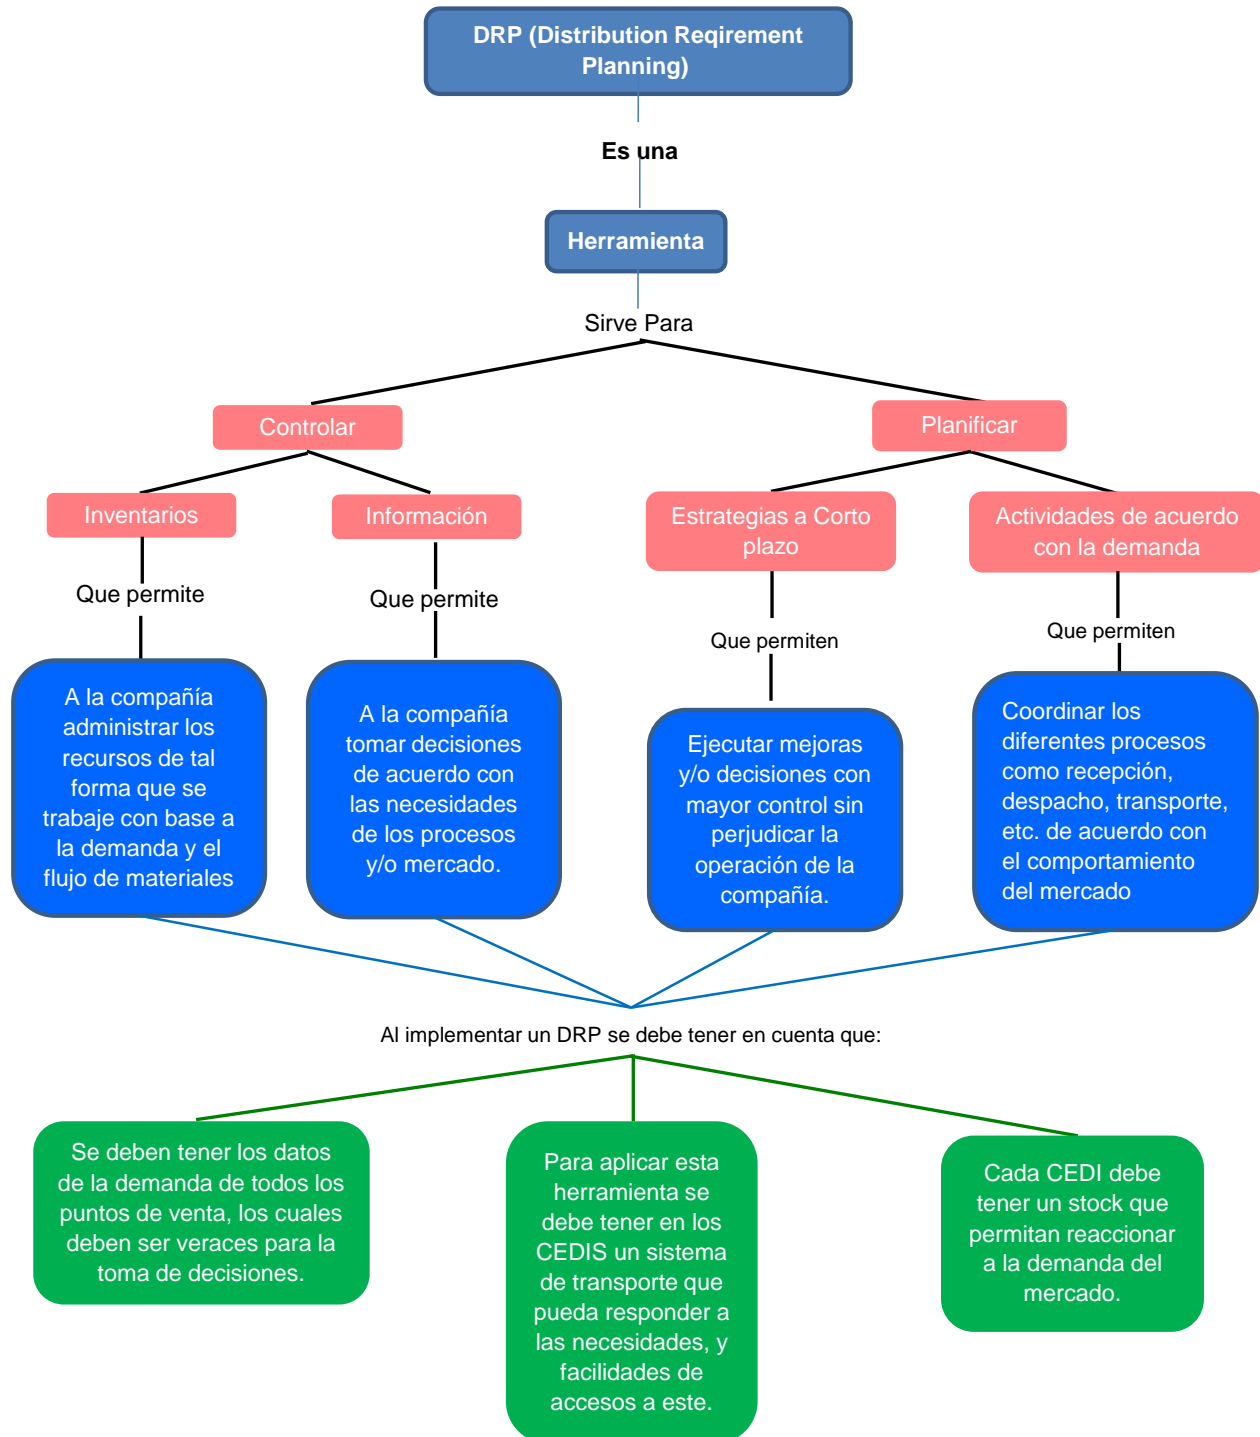 DRP (Distribution Reqirement
Planning)
Es una
Herramienta
Sirve Para
Controlar
Planificar
Inventarios
Información
Estrategias a Corto
plazo
Actividades de acuerdo
con la demanda
Que permite
Que permite
Que permiten
Que permiten
A la compañía
administrar los
recursos de tal
forma que se
trabaje con base a
la demanda y el
flujo de materiales
A la compañía
tomar decisiones
de acuerdo con
las necesidades
de los procesos
y/o mercado.
Ejecutar mejoras
y/o decisiones con
mayor control sin
perjudicar la
operación de la
compañía.
Coordinar los
diferentes procesos
como recepción,
despacho, transporte,
etc. de acuerdo con
el comportamiento
del mercado
Al implementar un DRP se debe tener en cuenta que:
Se deben tener los datos
de la demanda de todos los
puntos de venta, los cuales
deben ser veraces para la
toma de decisiones.
Para aplicar esta
herramienta se
debe tener en los
CEDIS un sistema
de transporte que
pueda responder a
las necesidades, y
facilidades de
accesos a este.
Cada CEDI debe
tener un stock que
permitan reaccionar
a la demanda del
mercado.